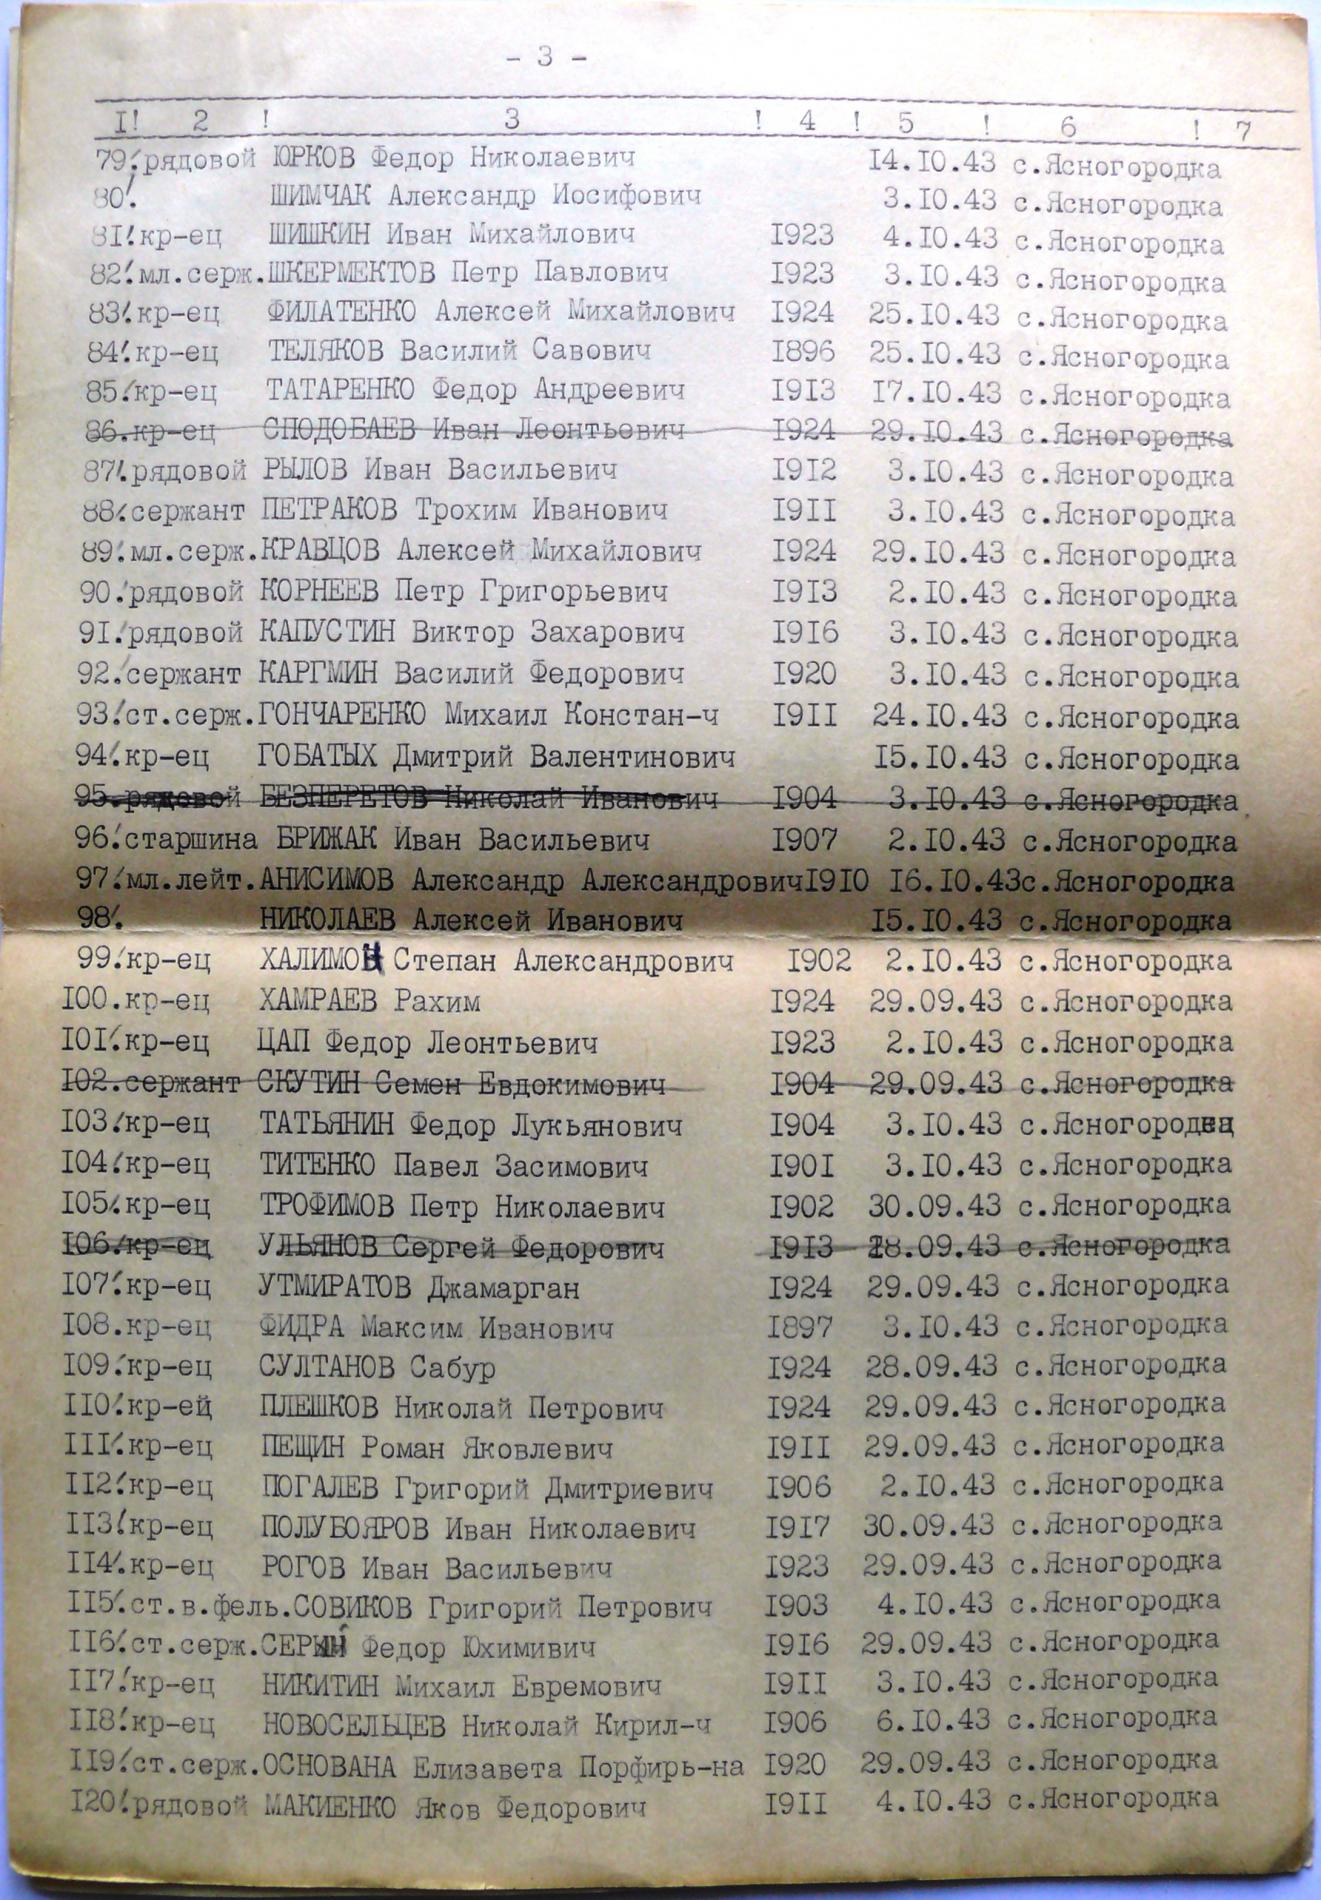 - 3 -
I! 2 ! 3 ! 4 ! 5 ! 6 ! 7
79.рядовой ЮРКОВ Федор Николаевич 14.10.43 с.Ясногородка
80. ШИМЧАК Александр Иосифович 3.10.43 с.Ясногородка
81.кр-ец ШИШКИН Иван Михайлович 1923 4.10.43 с.Ясногородка
82.мл.серж.ШКЕРМЕКТОВ Петр Павлович 1923 3.10.43 с.Ясногородка
83.кр-ец ФИЛАТЕНКО Алексей Михайлович 1924 25.10.43 с.Ясногородка
84.кр-ец ТЕЛЯКОВ Василий Савович 1896 25.10.43 с.Ясногородка
85.кр-ец ТАТАРЕНКО Федор Андреевич 1913 17.10.43 с.Ясногородка
86.кр-ец СПОДОБАЕВ Иван Леонтьевич 1924 29.10.43 с.Ясногородка
87.рядовой РЫЛОВ Иван Васильевич 1912 3.10.43 с.Ясногородка
88.сержант ПЕТРАКОВ Трохим Иванович 1911 3.10.43 с.Ясногородка
89.мл.серж.КРАВЦОВ Алексей Михайлович 1924 29.10.43 с.Ясногородка
90.рядовой КОРНЕЕВ Петр Григорьевич 1913 2.10.43 с.Ясногородка
91.рядовой КАПУСТИН Виктор Захарович 1916 3.10.43 с.Ясногородка
92.сержант КАРГМИН Василий Федорович 1920 3.10.43 с.Ясногородка
93.ст.серж.ГОНЧАРЕНКО Михаил Констан-ч 1911 24.10.43 с.Ясногородка
94.кр-ец ГОБАТЫХ Дмитрий Валентинович 15.10.43 с.Ясногородка
95.рядовой БЕЗПЕРЕТОВ Николай Иванович 1904 3.10.43 с.Ясногородка
96.старшина БРИЖАК Иван Васильевич 1907 2.10.43 с.Ясногородка
97.мл.лейт.АНИСИМОВ Александр Александрович1910 16.10.43с.Ясногородка
98. НИКОЛАЕВ Алексей Иванович 15.10.43 с.Ясногородка
99.кр-ец ХАЛИМОН Степан Александрович 1902 2.10.43 с.Ясногородка
100.кр-ец ХАМРАЕВ Рахим 1924 29.09.43 с.Ясногородка
101.кр-ец ЦАП Федор Леонтьевич 1923 2.10.43 с.Ясногородка
102.сержант СКУТИН Семен Евдокимович 1904 29.09.43 с.Ясногородка
103.кр-ец ТАТЬЯНИН Федор Лукьянович 1904 3.10.43
104.кр-ец ТИТЕНКО Павел Засимович 1901 3.10.43 с.Ясногородка
105.кр-ец ТРОФИМОВ Петр Николаевич 1902 30.09.43 с.Ясногородка
106.кр-ец УЛЬЯНОВ Сергей Федорович 1913 28.09.43 с.Ясногородка
107.кр-ец УТМИРАТОВ Джамарган 1924 29.09.43 с.Ясногородка
108.кр-ец ФИДРА Максим Иванович 1897 3.10.43 с.Ясногородка
109.кр-ец СУЛТАНОВ Сабур 1924 28.09.43 с.Ясногородка
110.кр-ец ПЛЕШКОВ Николай Петрович 1924 29.09.43 с.Ясногородка
111.кр-ец ПЕЩИН Роман Яковлевич 1911 29.09.43 с.Ясногородка
112.кр-ец ПОГАЛЕВ Григорий Дмитриевич 1906 2.10.43 с.Ясногородка
113.кр-ец ПОЛУБОЯРОВ Иван Николаевич 1917 30.09.43 с.Ясногородка
114.кр-ец РОГОВ Иван Васильевич 1923 29.09.43 с.Ясногородка
115.ст.в.фель.СОВИКОВ Григорий Петрович 1903 4.10.43 с.Ясногородка
116.ст.серж. Федор Юхимивич 1916 29.09.43 с.Ясногородка
117.кр-ец НИКИТИН Михаил Евремович 1911 3.10.43 с.Ясногородка
118.кр-ец НОВОСЕЛЬЦЕВ Николай Кирил-ч 1906 6.10.43 с.Ясногородка
119.ст.серж.ОСНОВАНА Елизавета Порфирь-на 1920 29.09.43 с.Ясногородка
120.рядовой МАКИЕНКО Яков Федорович 1911 4.10.43 с.Ясногородка